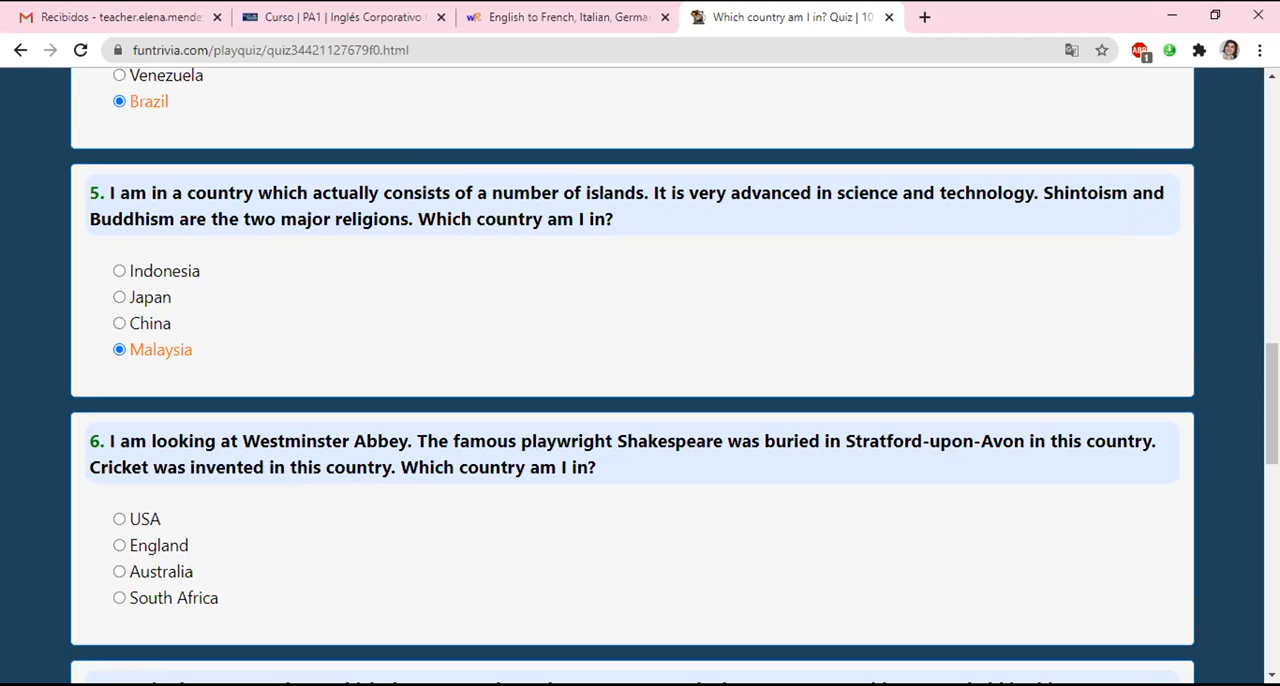 Recibidos - teacher.elena.mende
Curso | PA1 | Inglés Corporativo
English to French, Italian, Germa
Which country am I in? Quiz | 10
funtrivia.com/playquiz/quiz34421127679f0.html
Venezuela
Brazil
5. I am in a country which actually consists of a number of islands. It is very advanced in science and technology. Shintoism and
Buddhism are the two major religions. Which country am I in?
Indonesia
Japan
China
Malaysia
6. I am looking at Westminster Abbey. The famous playwright Shakespeare was buried in Stratford-upon-Avon in this country.
Cricket was invented in this country. Which country am I in?
USA
England
Australia
South Africa